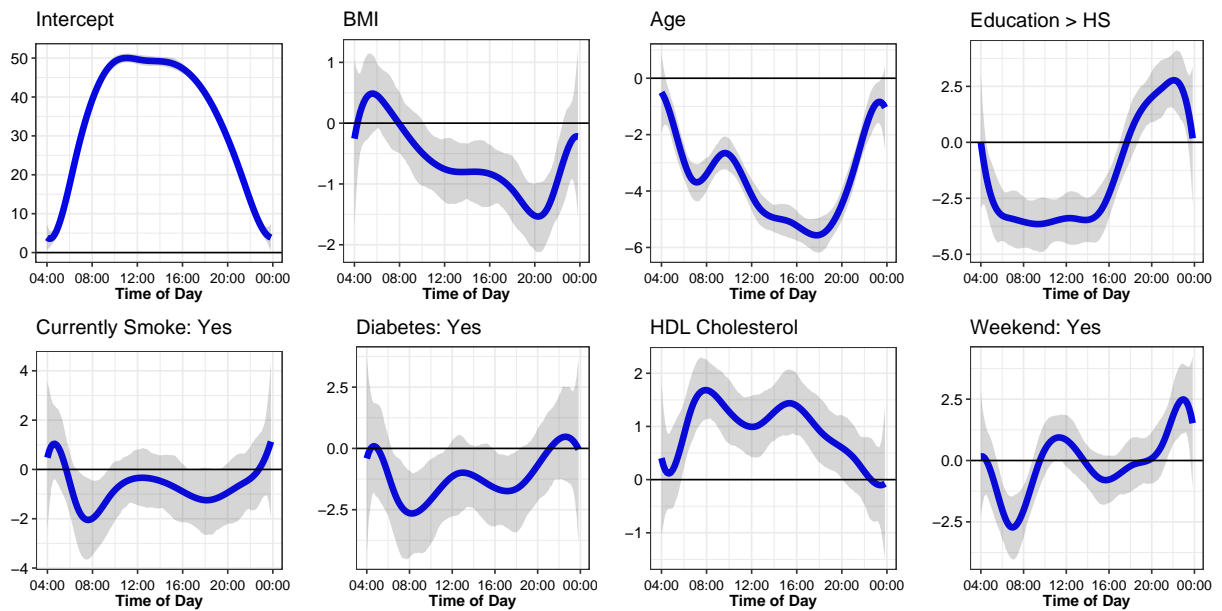 Intercept
50
40
30
20
10
0
04:00 08:00 12:00 16:00 20:00 00:00
Time of Day
BMI
1
0
−1
−2
04:00 08:00 12:00 16:00 20:00 00:00
Time of Day
Age
0
−2
−4
−6
04:00 08:00 12:00 16:00 20:00 00:00
Time of Day
Education > HS
2.5
0.0
−2.5
−5.0
04:00 08:00 12:00 16:00 20:00 00:00
Time of Day
Currently Smoke: Yes
4
2
0
−2
−4
04:00 08:00 12:00 16:00 20:00 00:00
Time of Day
Diabetes: Yes
2.5
0.0
−2.5
04:00 08:00 12:00 16:00 20:00 00:00
Time of Day
HDL Cholesterol
2
1
0
−1
04:00 08:00 12:00 16:00 20:00 00:00
Time of Day
Weekend: Yes
2.5
0.0
−2.5
04:00 08:00 12:00 16:00 20:00 00:00
Time of Day